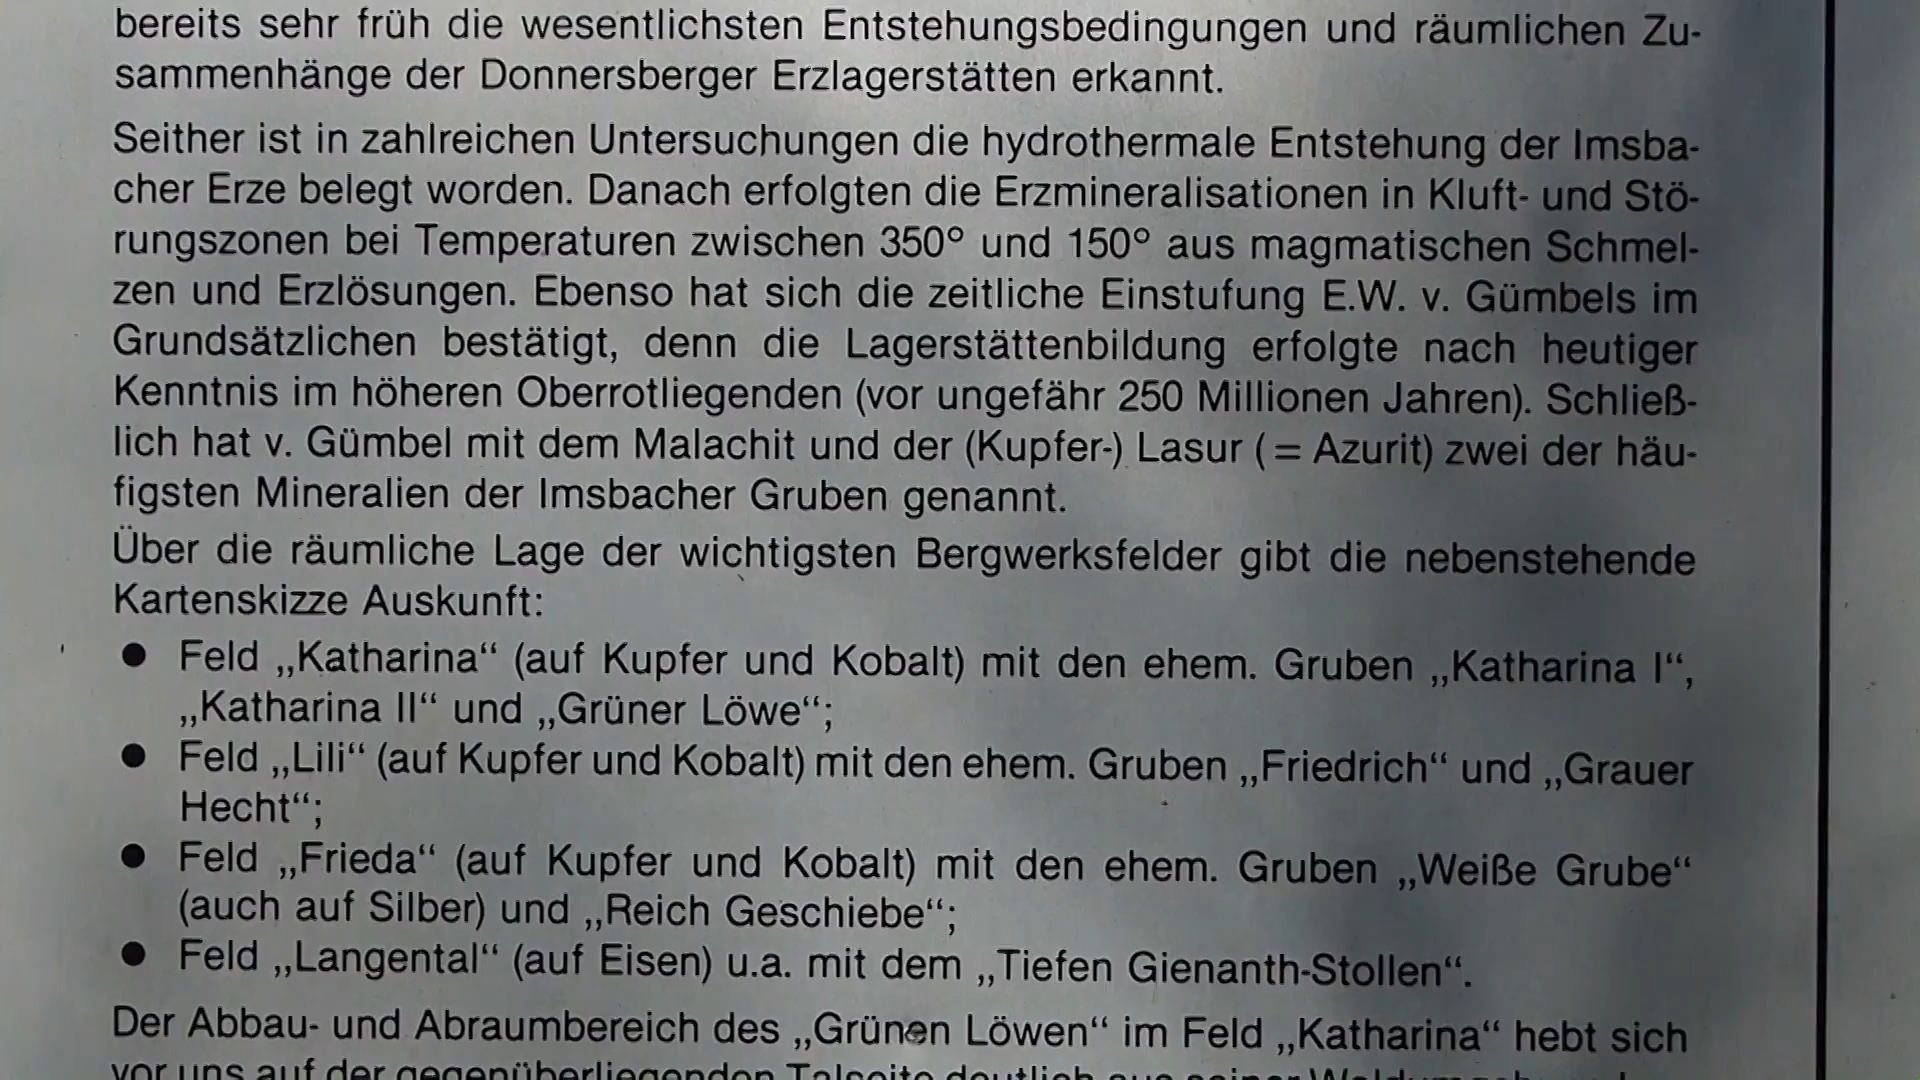 bereits sehr früh die wesentlichsten Entstehungsbedingungen und räumlichen Zu-
sammenhänge der Donnersberger Erzlagerstätten erkannt.
Seither ist in zahlreichen Untersuchungen die hydrothermale Entstehung der Imsba-
cher Erze belegt worden. Danach erfolgten die Erzmineralisationen in Kluft- und Stö-
rungszonen bei Temperaturen zwischen 350° und 150° aus magmatischen Schmel-
zen und Erzlösungen. Ebenso hat sich die zeitliche Einstufung E.W. v. Gümbels im
Grundsätzlichen bestätigt, denn die Lagerstättenbildung erfolgte nach heutiger
Kenntnis im höheren Oberrotliegenden (vor ungefähr 250 Millionen Jahren). Schließ-
lich hat v. Gümbel mit dem Malachit und der (Kupfer-) Lasur (= Azurit) zwei der häu-
figsten Mineralien der Imsbacher Gruben genannt.
Über die räumliche Lage der wichtigsten Bergwerksfelder gibt die nebenstehende
Kartenskizze Auskunft:
● Feld „Katharina“ (auf Kupfer und Kobalt) mit den ehem. Gruben „Katharina I“,
„Katharina II“ und „Grüner Löwe“;
● Feld „Lili“ (auf Kupfer und Kobalt) mit den ehem. Gruben „Friedrich“ und „Grauer
Hecht“;
● Feld „Frieda“ (auf Kupfer und Kobalt) mit den ehem. Gruben „Weiße Grube“
(auch auf Silber) und „Reich Geschiebe“;
● Feld „Langental“ (auf Eisen) u.a. mit dem „Tiefen Gienanth-Stollen“.
Der Abbau- und Abraumbereich des „Grünen Löwen“ im Feld „Katharina“ hebt sich
vor uns auf der gegenüberliegenden Talseite deutlich aus seiner